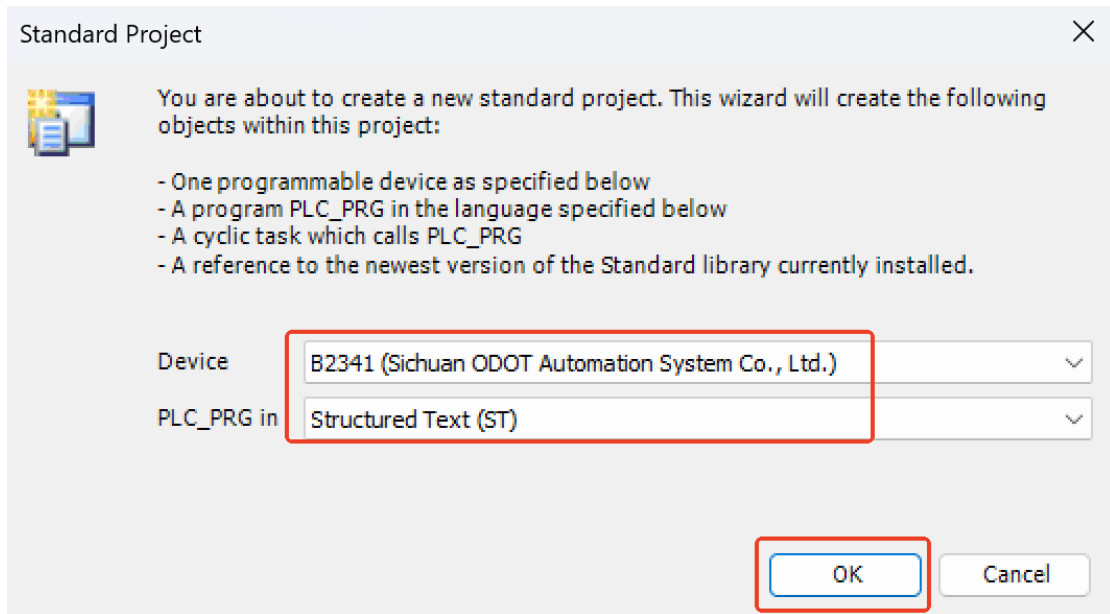 Standard Project
You are about to create a new standard project. This wizard will create the following
objects within this project:
- One programmable device as specified below
- A program PLC_PRG in the language specified below
- A cyclic task which calls PLC_PRG
- A reference to the newest version of the Standard library currently installed.
Device
B2341 (Sichuan ODOT Automation System Co., Ltd.)
PLC_PRG in
Structured Text (ST)
OK
Cancel